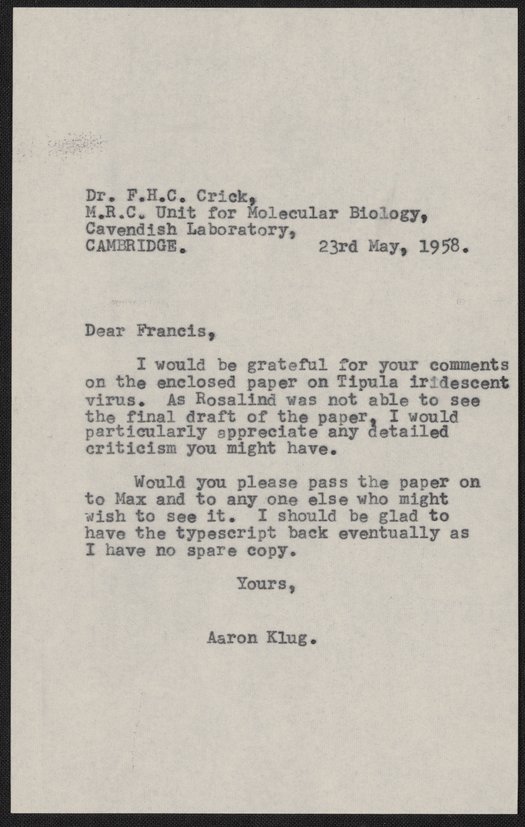 Dr. F.H.C. Crick,
M.R.C. Unit for Molecular Biology,
Cavendish Laboratory,
CAMBRIDGE. 23rd May, 1958.
Dear Francis,
I would be grateful for your comments
on the enclosed paper on Tipula iridescent
virus. As Rosalind was not able to see
the final draft of the paper, I would
particularly appreciate any detailed
criticism you might have.
Would you please pass the paper on
to Max and to any one else who might
wish to see it. I should be glad to
have the typescript back eventually as
I have no spare copy.
Yours,
Aaron Klug.